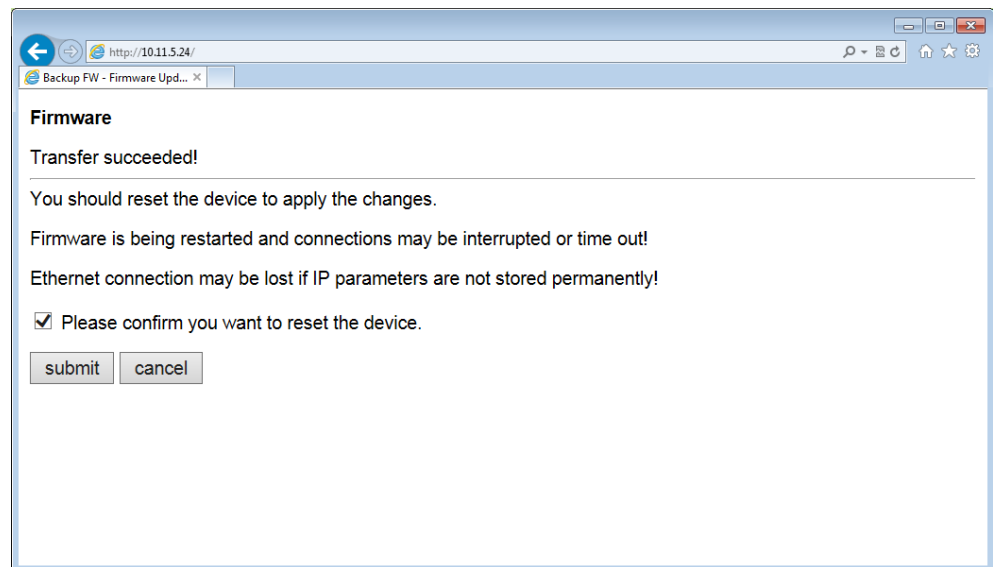 http://10.11.5.24/
Backup FW - Firmware Upd...
Firmware
Transfer succeeded!
You should reset the device to apply the changes.
Firmware is being restarted and connections may be interrupted or time out!
Ethernet connection may be lost if IP parameters are not stored permanently!
Please confirm you want to reset the device.
submit cancel